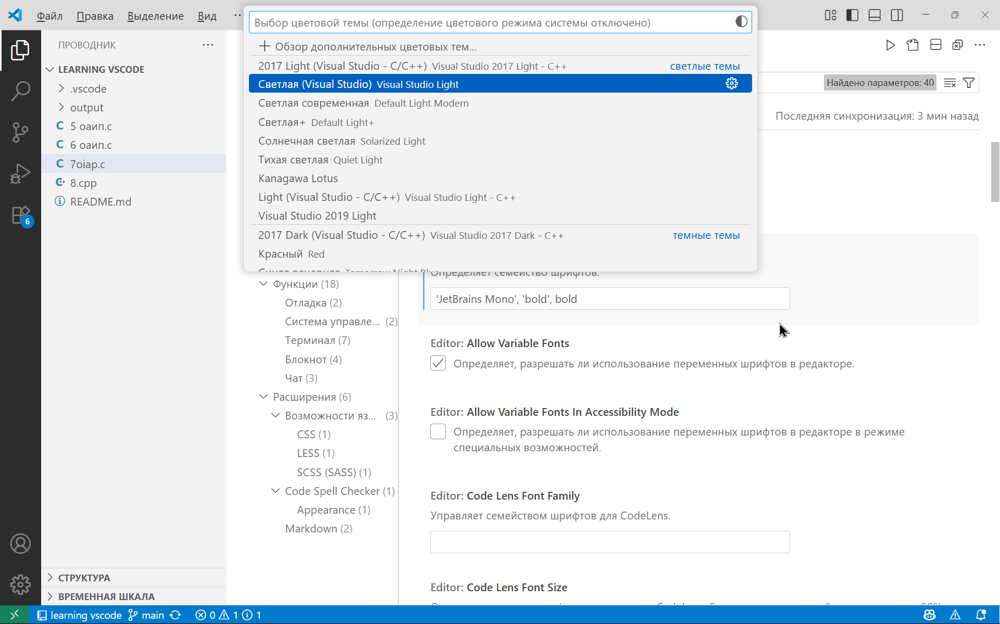 Файл Правка Выделение Вид ···
Выбор цветовой темы (определение цветового режима системы отключено)
Обзор дополнительных цветовых тем...
2017 Light (Visual Studio - C/C++) Visual Studio 2017 Light - C++ светлые темы
Светлая (Visual Studio) Visual Studio Light
Светлая современная Default Light Modern
Светлая+ Default Light+
Солнечная светлая Solarized Light
Тихая светлая Quiet Light
Kanagawa Lotus
Light (Visual Studio - C/C++) Visual Studio Light - C++
Visual Studio 2019 Light
2017 Dark (Visual Studio - C/C++) Visual Studio 2017 Dark - C++ темные темы
Красный Red
ПРОВОДНИК ···
LEARNING VSCODE
.vscode
output
C 5 оаип.c
C 6 оаип.c
C 7oiap.c
C+ 8.cpp
README.md
6
СТРУКТУРА
ВРЕМЕННАЯ ШКАЛА
Найдено параметров: 40
Последняя синхронизация: 3 мин назад
Функции (18)
Отладка (2)
Система управле... (2)
Терминал (7)
Блокнот (4)
Чат (3)
Расширения (6)
Возможности яз... (3)
CSS (1)
LESS (1)
SCSS (SASS) (1)
Code Spell Checker (1)
Appearance (1)
Markdown (2)
Определяет семейство шрифтов.
'JetBrains Mono', 'bold', bold
Editor: Allow Variable Fonts
Определяет, разрешать ли использование переменных шрифтов в редакторе.
Editor: Allow Variable Fonts In Accessibility Mode
Определяет, разрешать ли использование переменных шрифтов в редакторе в режиме
специальных возможностей.
Editor: Code Lens Font Family
Управляет семейством шрифтов для CodeLens.
Editor: Code Lens Font Size
learning vscode main 0 1 1